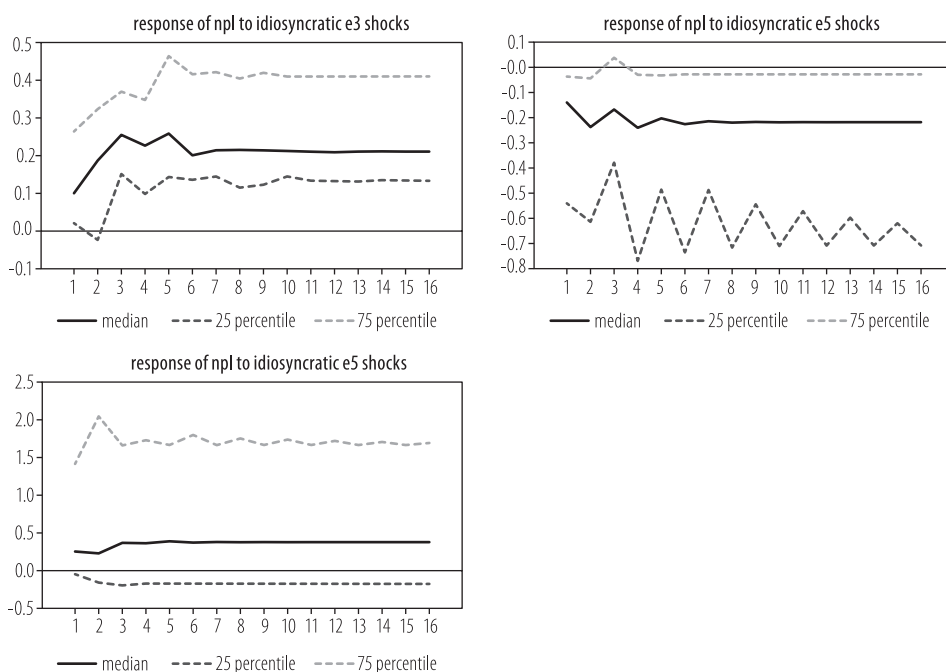 response of npl to idiosyncratic e3 shocks
0.5
0.4
0.3
0.2
0.1
0.0
-0.1
1 2 3 4 5 6 7 8 9 10 11 12 13 14 15 16
median 25 percentile 75 percentile
response of npl to idiosyncratic e5 shocks
0.1
-0.0
-0.1
-0.2
-0.3
-0.4
-0.5
-0.6
-0.7
-0.8
1 2 3 4 5 6 7 8 9 10 11 12 13 14 15 16
median 25 percentile 75 percentile
response of npl to idiosyncratic e5 shocks
2.5
2.0
1.5
1.0
0.5
0.0
-0.5
1 2 3 4 5 6 7 8 9 10 11 12 13 14 15 16
median 25 percentile 75 percentile